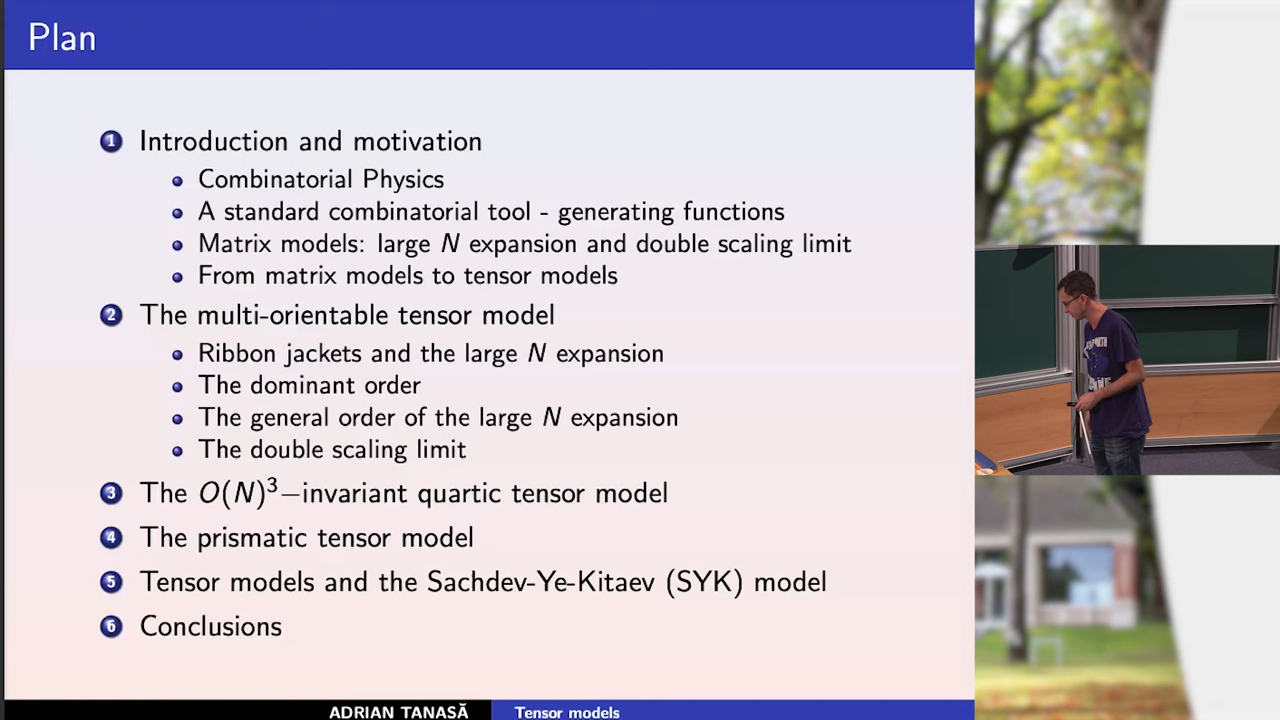 Plan
1 Introduction and motivation
Combinatorial Physics
A standard combinatorial tool - generating functions
Matrix models: large N expansion and double scaling limit
From matrix models to tensor models
2 The multi-orientable tensor model
Ribbon jackets and the large N expansion
The dominant order
The general order of the large N expansion
The double scaling limit
3 The O(N)³−invariant quartic tensor model
4 The prismatic tensor model
5 Tensor models and the Sachdev-Ye-Kitaev (SYK) model
6 Conclusions
ADRIAN TANASĂ Tensor models